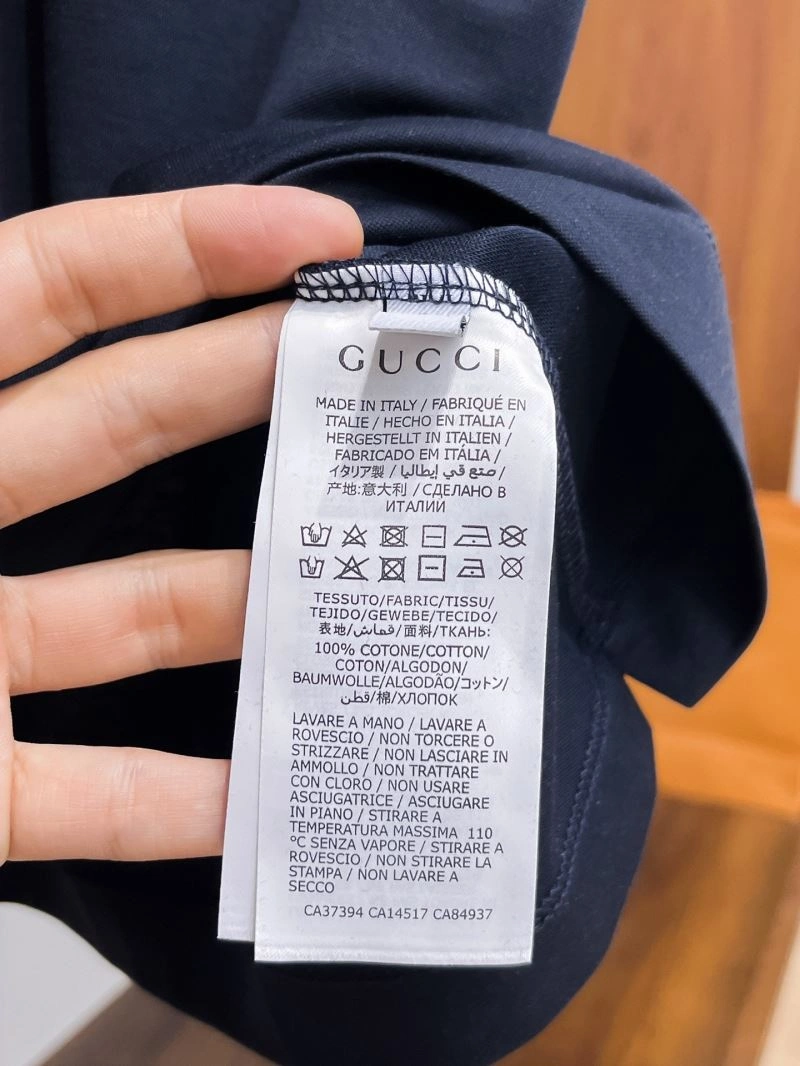 GUCCI
MADE IN ITALY / FABRIQUÉ EN
ITALIE / HECHO EN ITALIA /
HERGESTELLT IN ITALIEN /
FABRICADO EM ITÁLIA /
イタリア製 / صنع في إيطاليا /
产地:意大利 / СДЕЛАНО В
ИТАЛИИ
TESSUTO/FABRIC/TISSU/
TEJIDO/GEWEBE/TECIDO/
表地/قماش/面料/ТКАНЬ:
100% COTONE/COTTON/
COTON/ALGODON/
BAUMWOLLE/ALGODÃO/コットン/
قطن/棉/ХЛОПОК
LAVARE A MANO / LAVARE A
ROVESCIO / NON TORCERE O
STRIZZARE / NON LASCIARE IN
AMMOLLO / NON TRATTARE
CON CLORO / NON USARE
ASCIUGATRICE / ASCIUGARE
IN PIANO / STIRARE A
TEMPERATURA MASSIMA 110
°C SENZA VAPORE / STIRARE A
ROVESCIO / NON STIRARE LA
STAMPA / NON LAVARE A
SECCO
CA37394 CA14517 CA84937